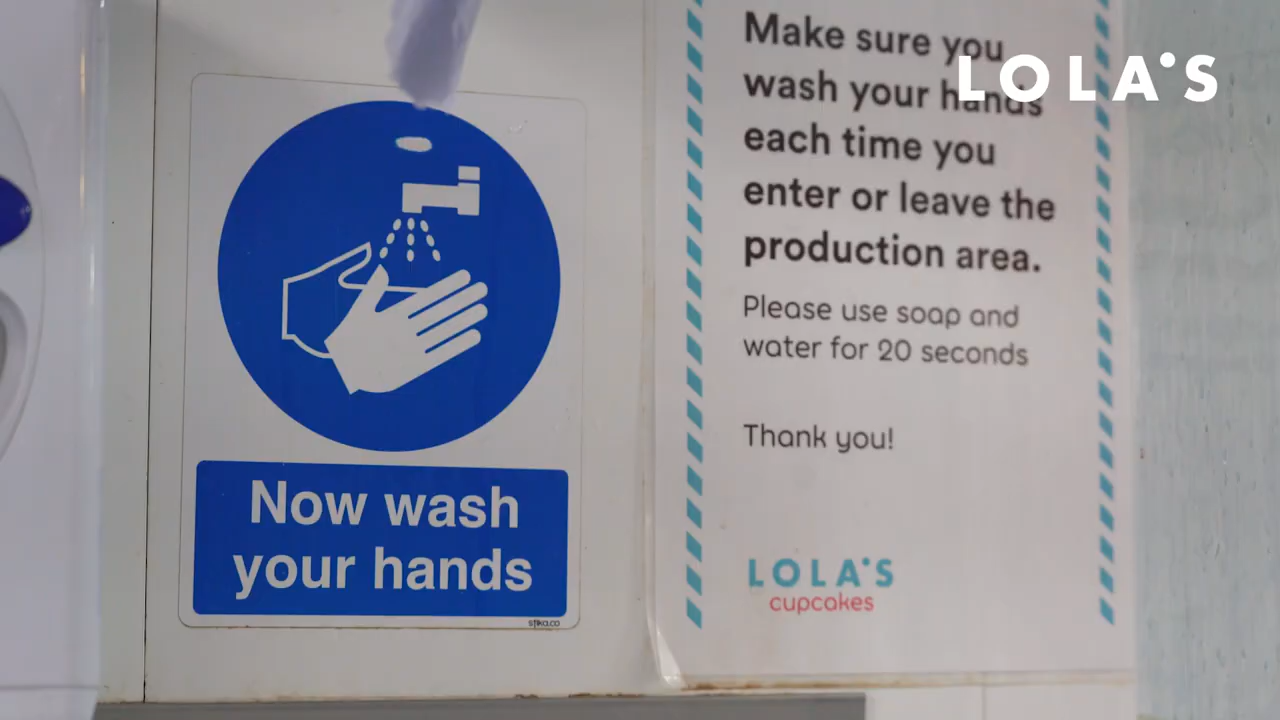 LOLA'S
Now wash
your hands
stika.co
Make sure you
wash your hands
each time you
enter or leave the
production area.
Please use soap and
water for 20 seconds
Thank you!
LOLA'S
cupcakes